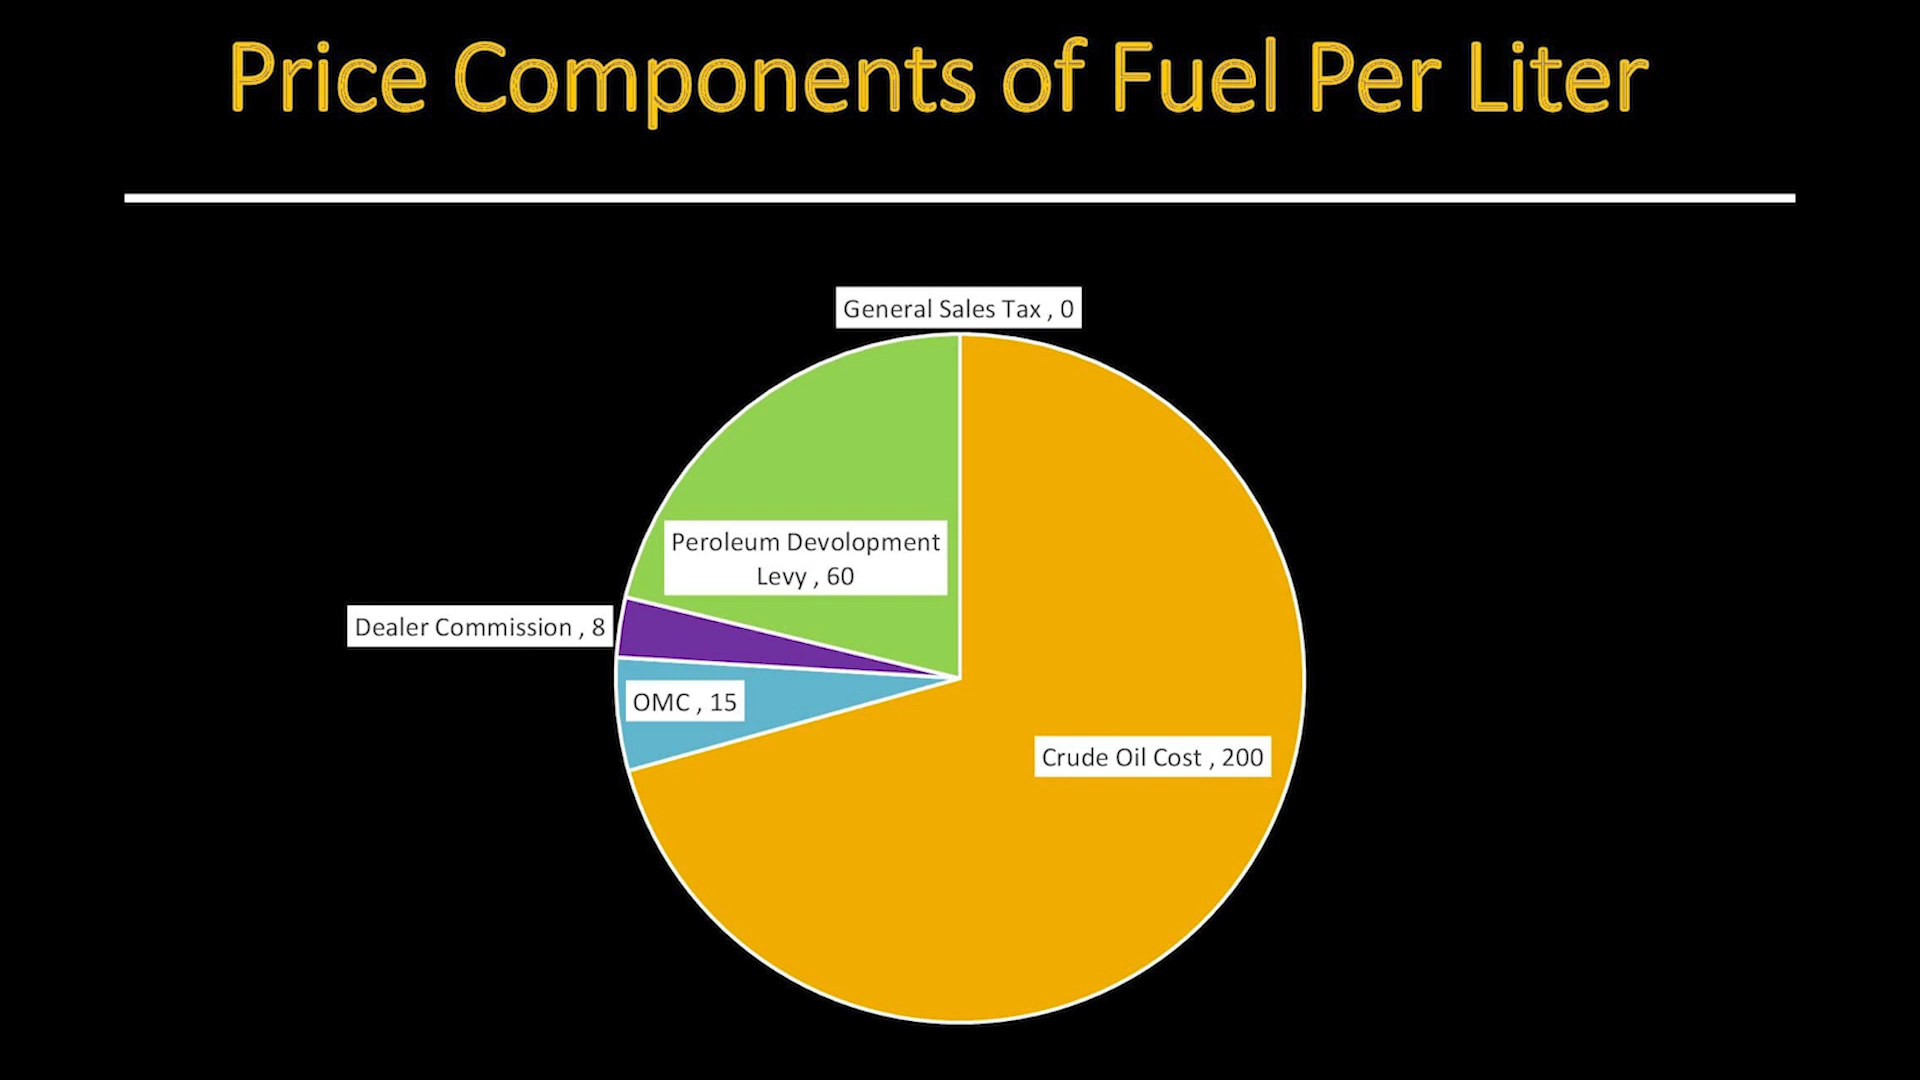 Price Components of Fuel Per Liter
General Sales Tax , 0
Peroleum Devolopment
Levy , 60
Dealer Commission , 8
OMC , 15
Crude Oil Cost , 200